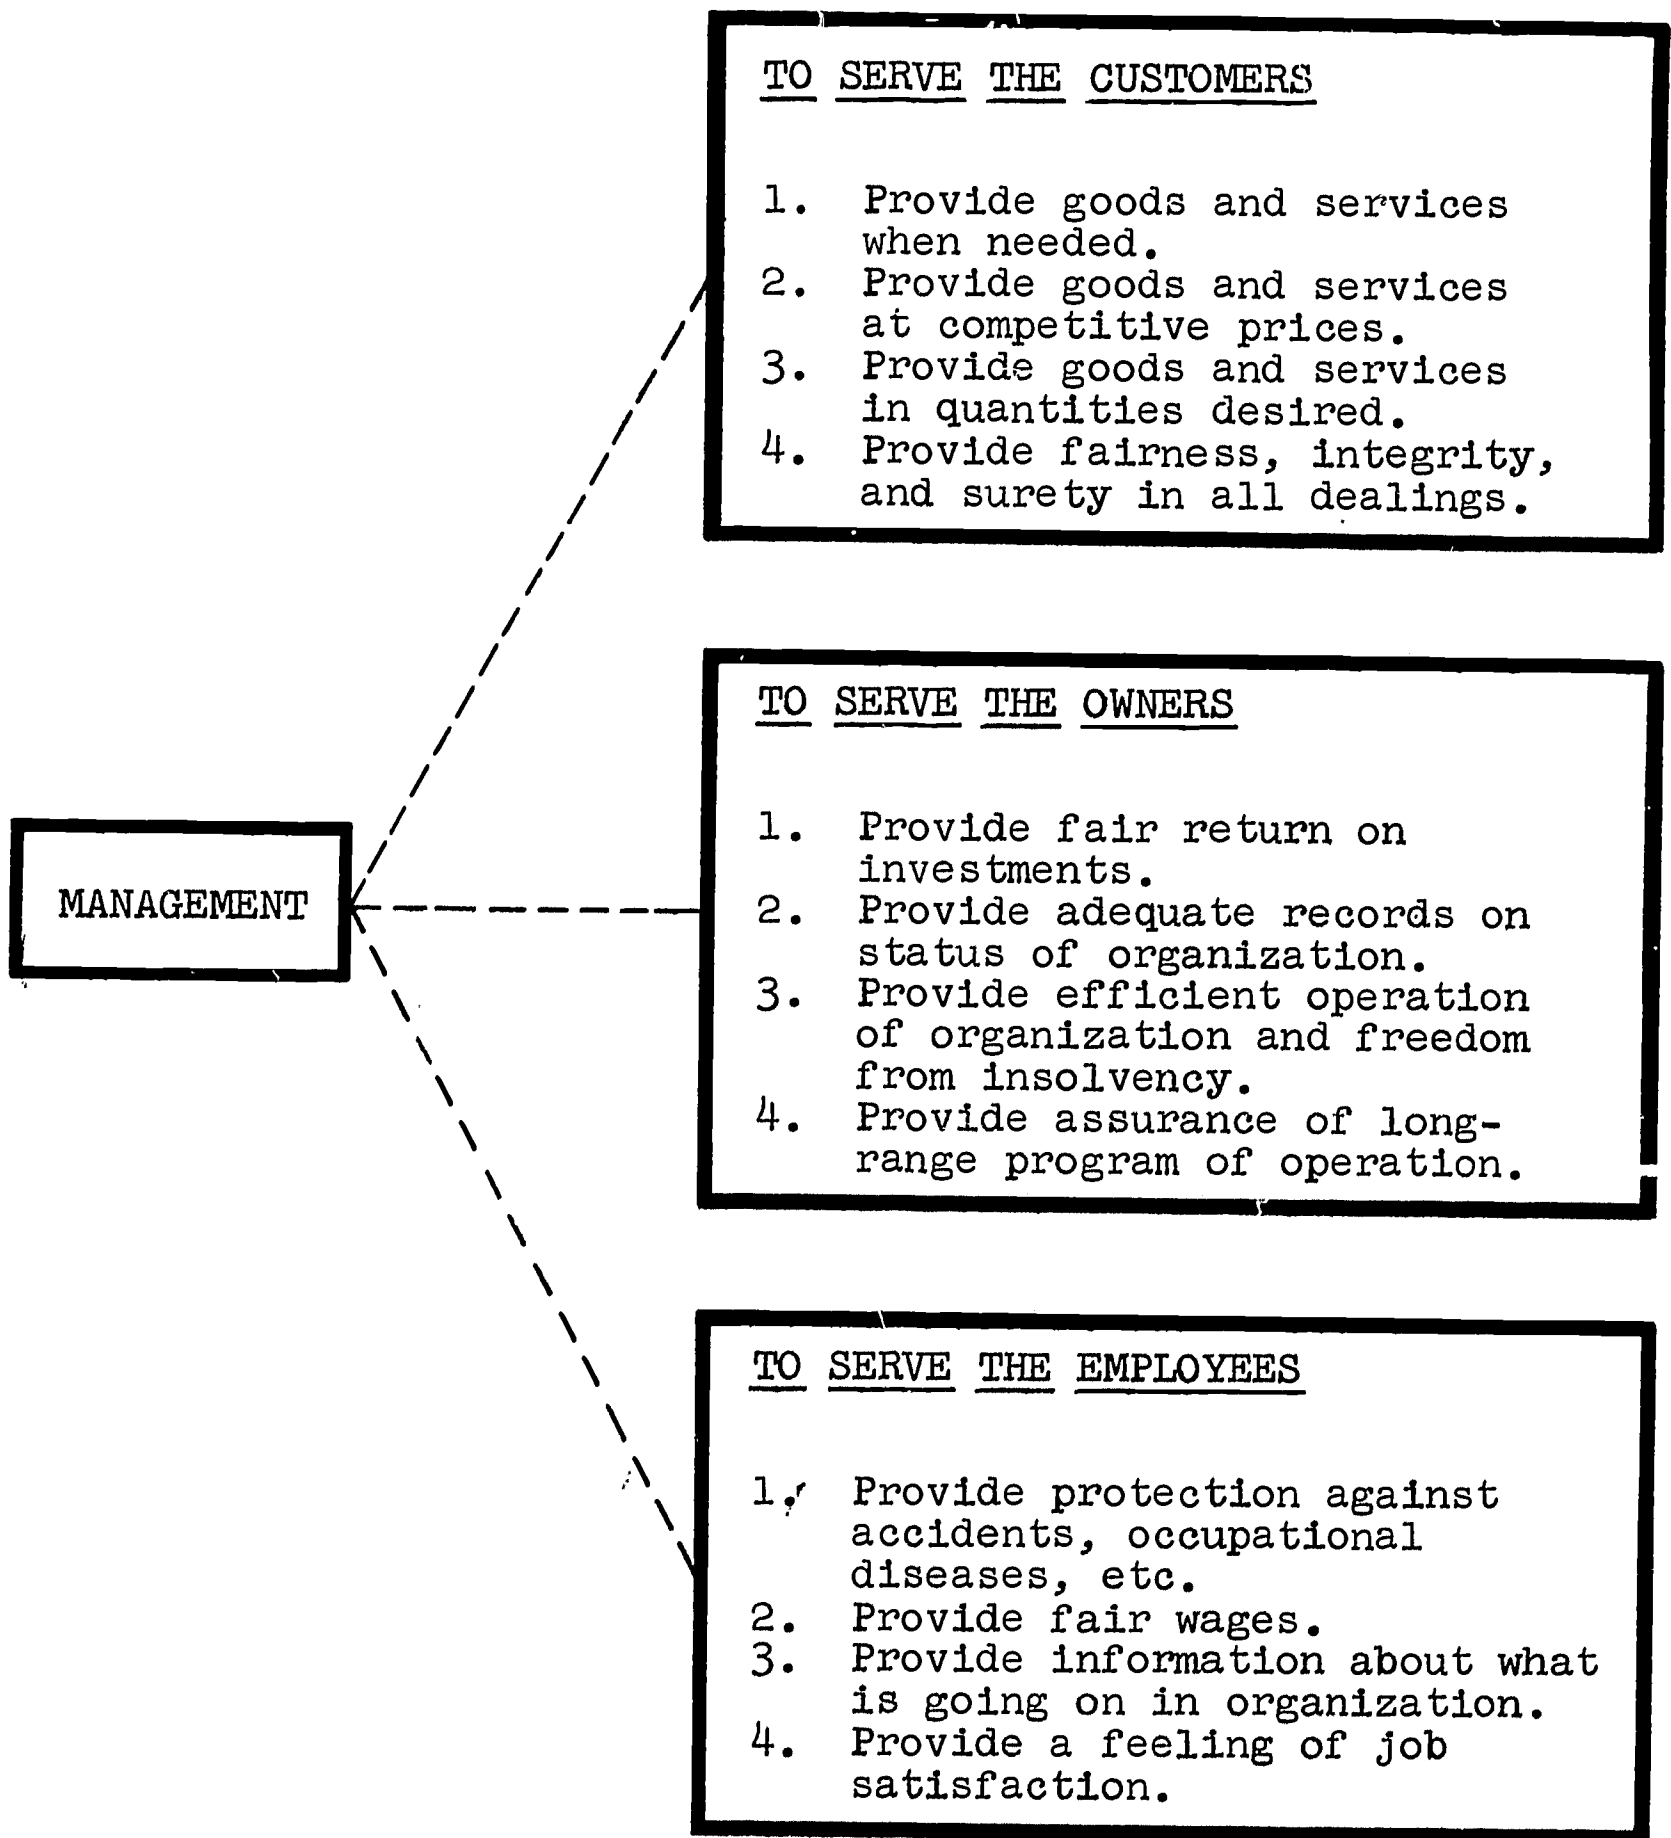 TO SERVE THE CUSTOMERS
1. Provide goods and services
when needed.
2. Provide goods and services
at competitive prices.
3. Provide goods and services
in quantities desired.
4. Provide fairness, integrity,
and surety in all dealings.
MANAGEMENT
TO SERVE THE OWNERS
1. Provide fair return on
investments.
2. Provide adequate records on
status of organization.
3. Provide efficient operation
of organization and freedom
from insolvency.
4. Provide assurance of long-
range program of operation.
TO SERVE THE EMPLOYEES
1. Provide protection against
accidents, occupational
diseases, etc.
2. Provide fair wages.
3. Provide information about what
is going on in organization.
4. Provide a feeling of job
satisfaction.